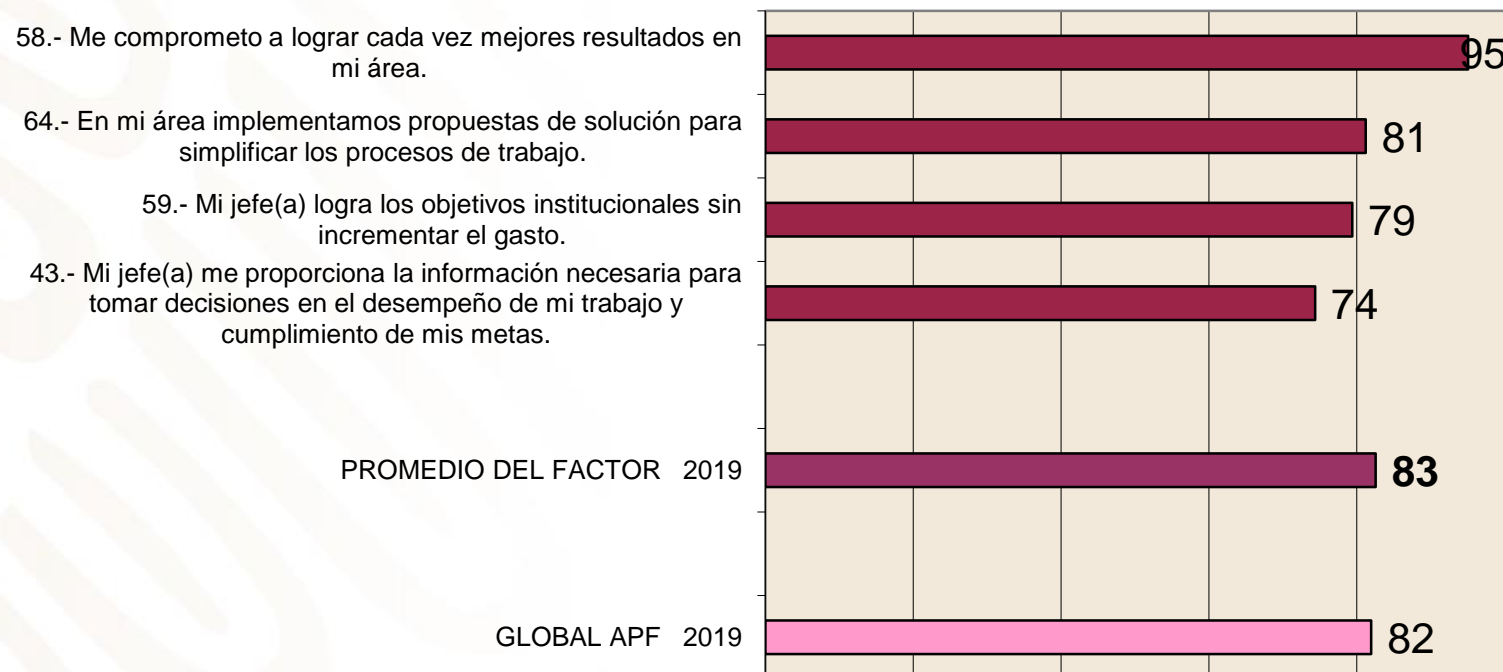 58.- Me comprometo a lograr cada vez mejores resultados en
mi área.
95
64.- En mi área implementamos propuestas de solución para
simplificar los procesos de trabajo.
81
59.- Mi jefe(a) logra los objetivos institucionales sin
incrementar el gasto.
79
43.- Mi jefe(a) me proporciona la información necesaria para
tomar decisiones en el desempeño de mi trabajo y
cumplimiento de mis metas.
74
PROMEDIO DEL FACTOR 2019
83
GLOBAL APF 2019
82